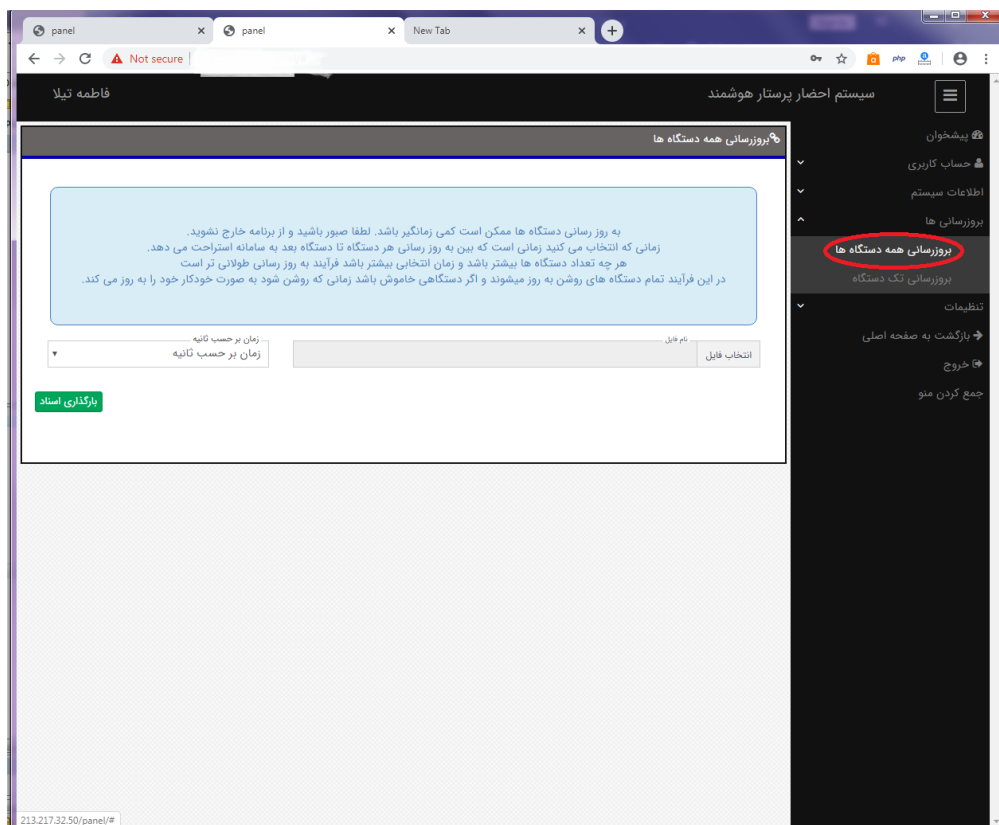 panel
panel
New Tab
Not secure
php
سیستم احضار پرستار هوشمند
فاطمه تیلا
پیشخوان
حساب کاربری
اطلاعات سیستم
بروزرسانی ها
بروزرسانی همه دستگاه ها
بروزرسانی تک دستگاه
تنظیمات
بازگشت به صفحه اصلی
خروج
جمع کردن منو
بروزرسانی همه دستگاه ها
به روز رسانی دستگاه ها ممکن است کمی زمانگیر باشد. لطفا صبور باشید و از برنامه خارج نشوید.
زمانی که انتخاب می کنید زمانی است که بین به روز رسانی هر دستگاه تا دستگاه بعد به سامانه استراحت می دهد.
هر چه تعداد دستگاه ها بیشتر باشد و زمان انتخابی بیشتر باشد فرآیند به روز رسانی طولانی تر است
در این فرآیند تمام دستگاه های روشن به روز میشوند و اگر دستگاهی خاموش باشد زمانی که روشن شود به صورت خودکار خود را به روز می کند.
نام فایل
انتخاب فایل
زمان بر حسب ثانیه
زمان بر حسب ثانیه
بارگذاری اسناد
213.217.32.50/panel/#